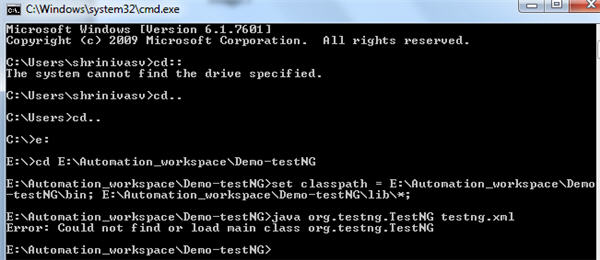 C:\Windows\system32\cmd.exe
Microsoft Windows [Version 6.1.7601]
Copyright (c) 2009 Microsoft Corporation.  All rights reserved.
C:\Users\shrinivasv>cd::
The system cannot find the drive specified.
C:\Users\shrinivasv>cd..
C:\Users>cd..
C:\>e:
E:\>cd E:\Automation_workspace\Demo-testNG
E:\Automation_workspace\Demo-testNG>set classpath = E:\Automation_workspace\Demo
-testNG\bin; E:\Automation_workspace\Demo-testNG\lib\*;
E:\Automation_workspace\Demo-testNG>java org.testng.TestNG testng.xml
Error: Could not find or load main class org.testng.TestNG
E:\Automation_workspace\Demo-testNG>